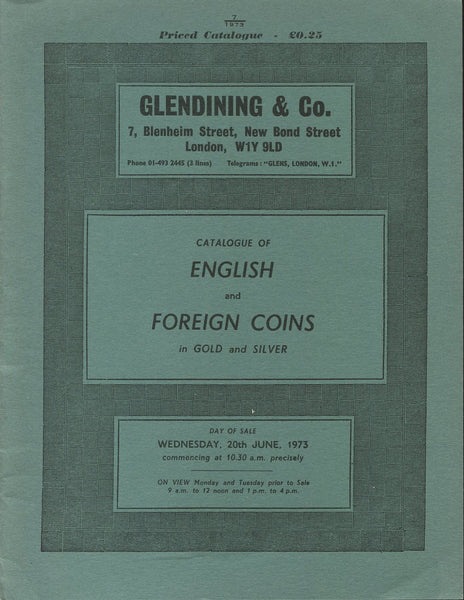 7
1973
Priced Catalogue - £0.25
GLENDINING & Co.
7, Blenheim Street, New Bond Street
London, W1Y 9LD
Phone 01-493 2445 (3 lines) Telegrams: "GLENS, LONDON, W.1."
CATALOGUE OF
ENGLISH
and
FOREIGN COINS
in GOLD and SILVER
DAY OF SALE
WEDNESDAY, 20th JUNE, 1973
commencing at 10.30 a.m. precisely
ON VIEW Monday and Tuesday prior to Sale
9 a.m. to 12 noon and 1 p.m. to 4 p.m.